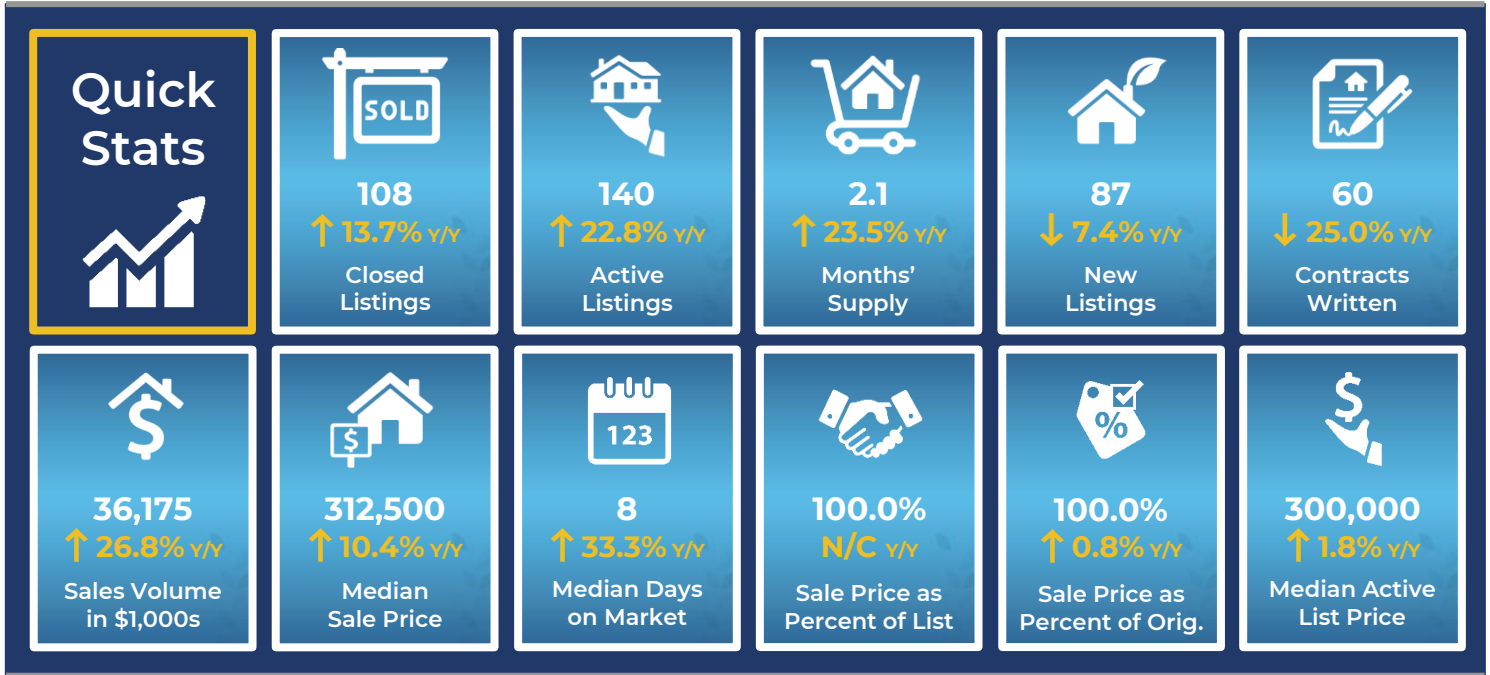 Quick
Stats
SOLD
108
↑ 13.7% Y/Y
Closed
Listings
140
↑ 22.8% Y/Y
Active
Listings
2.1
↑ 23.5% Y/Y
Months’
Supply
87
↓ 7.4% Y/Y
New
Listings
60
↓ 25.0% Y/Y
Contracts
Written
$
36,175
↑ 26.8% Y/Y
Sales Volume
in $1,000s
$
312,500
↑ 10.4% Y/Y
Median
Sale Price
123
8
↑ 33.3% Y/Y
Median Days
on Market
100.0%
N/C Y/Y
Sale Price as
Percent of List
%
100.0%
↑ 0.8% Y/Y
Sale Price as
Percent of Orig.
$
300,000
↑ 1.8% Y/Y
Median Active
List Price